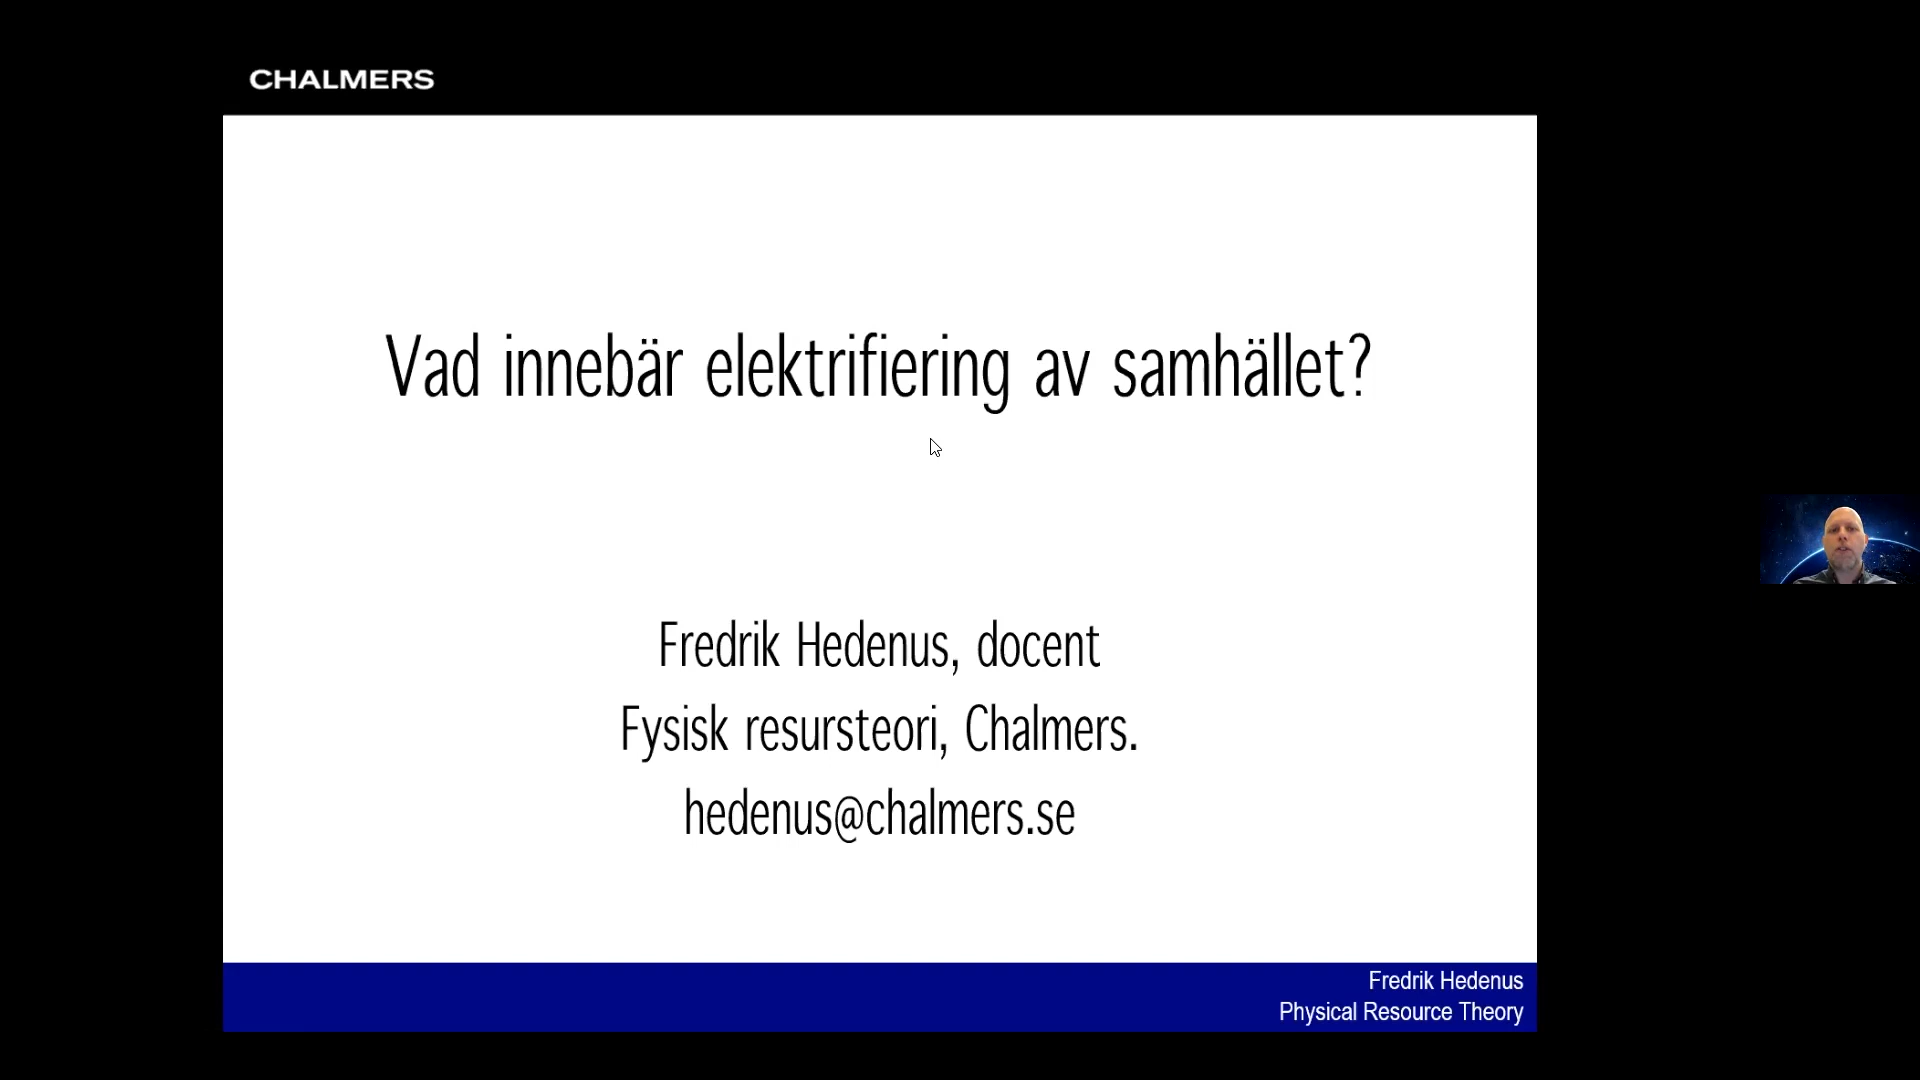 CHALMERS
Vad innebär elektrifiering av samhället?
Fredrik Hedenus, docent
Fysisk resursteori, Chalmers.
hedenus@chalmers.se
Fredrik Hedenus
Physical Resource Theory